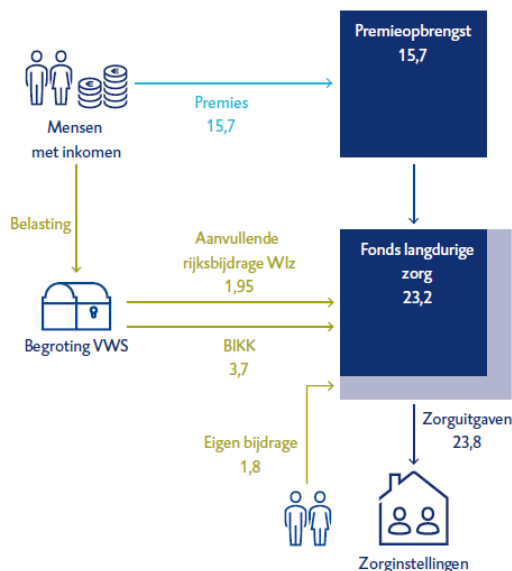 Premieopbrengst
15,7
Premies
15,7
Mensen
met inkomen
Belasting
Aanvullende
rijksbijdrage Wlz
1,95
Fonds langdurige
zorg
23,2
Begroting VWS
BIKK
3,7
Eigen bijdrage
1,8
Zorguitgaven
23,8
Zorginstellingen